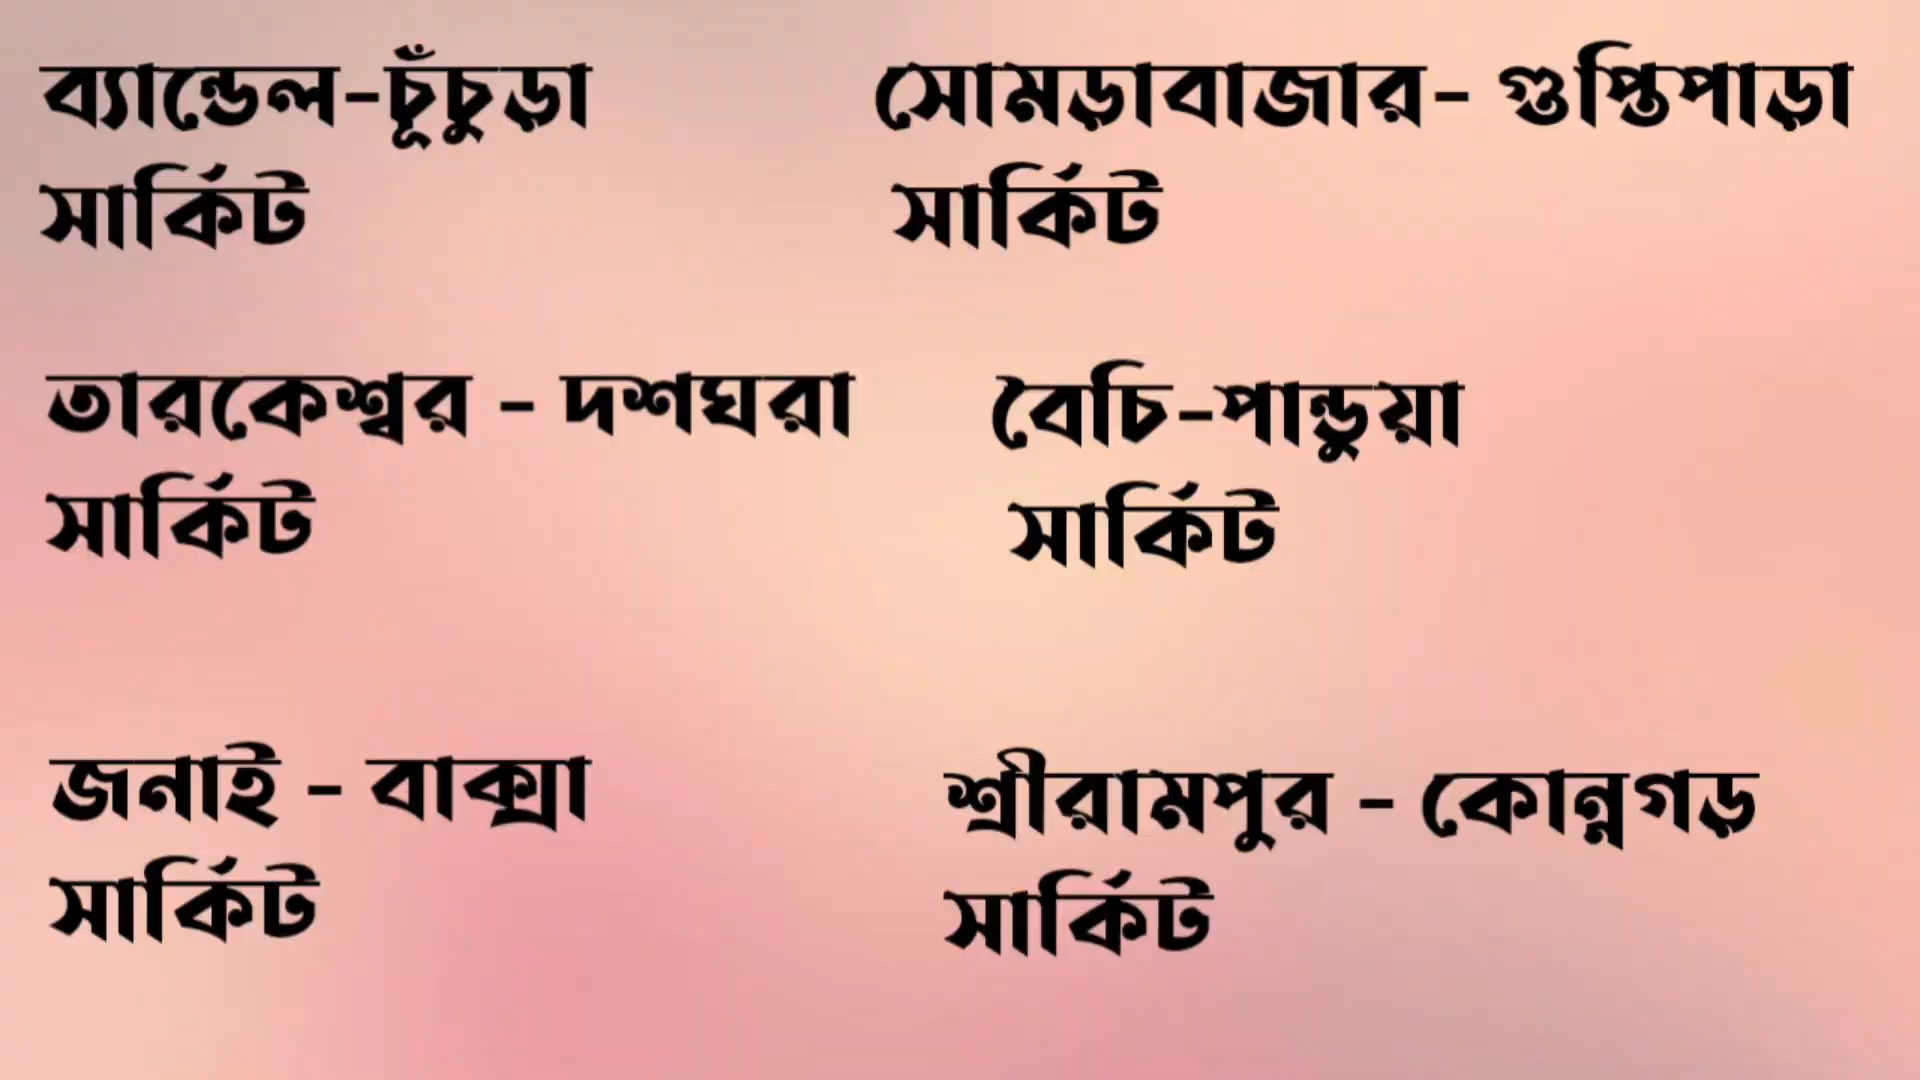 ব্যান্ডেল-চূঁচুড়া
সার্কিট
সোমড়াবাজার- গুপ্তিপাড়া
সার্কিট
তারকেশ্বর - দশঘরা
সার্কিট
বৈচি-পান্ডুয়া
সার্কিট
জনাই - বাক্সা
সার্কিট
শ্রীরামপুর - কোন্নগড়
সার্কিট